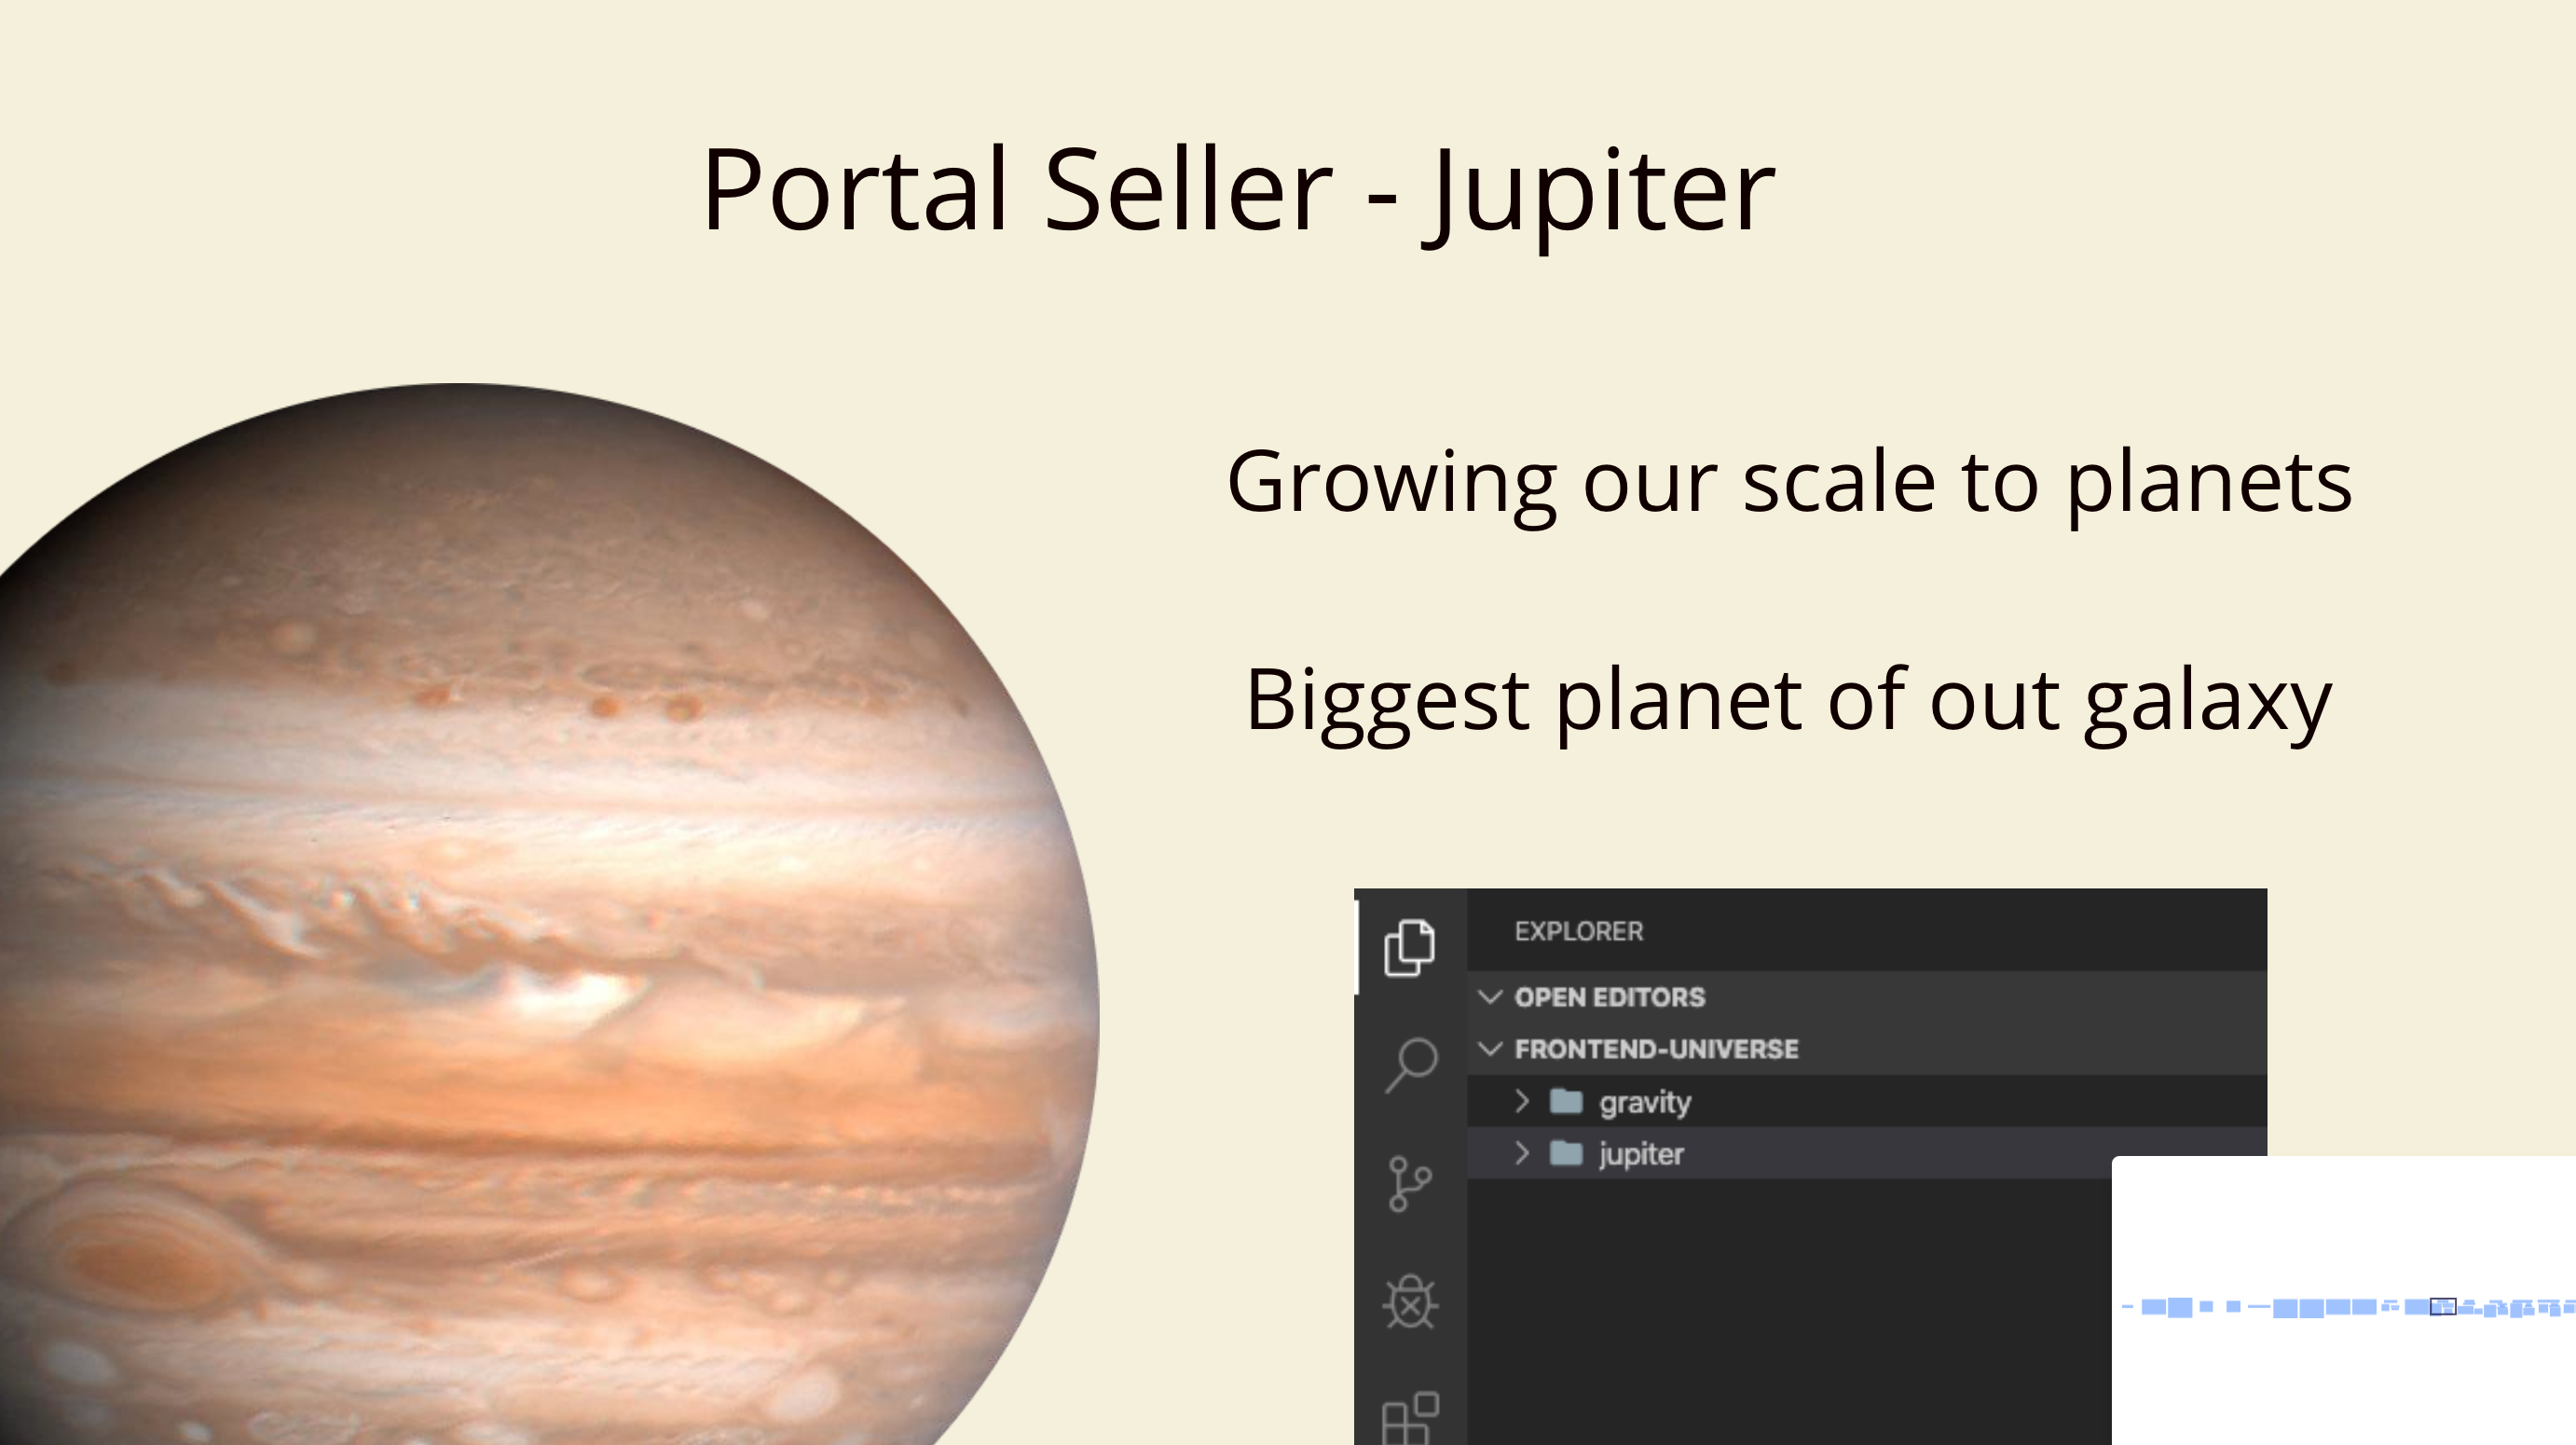 Portal Seller - Jupiter
Growing our scale to planets
Biggest planet of out galaxy
EXPLORER
OPEN EDITORS
FRONTEND-UNIVERSE
gravity
jupiter